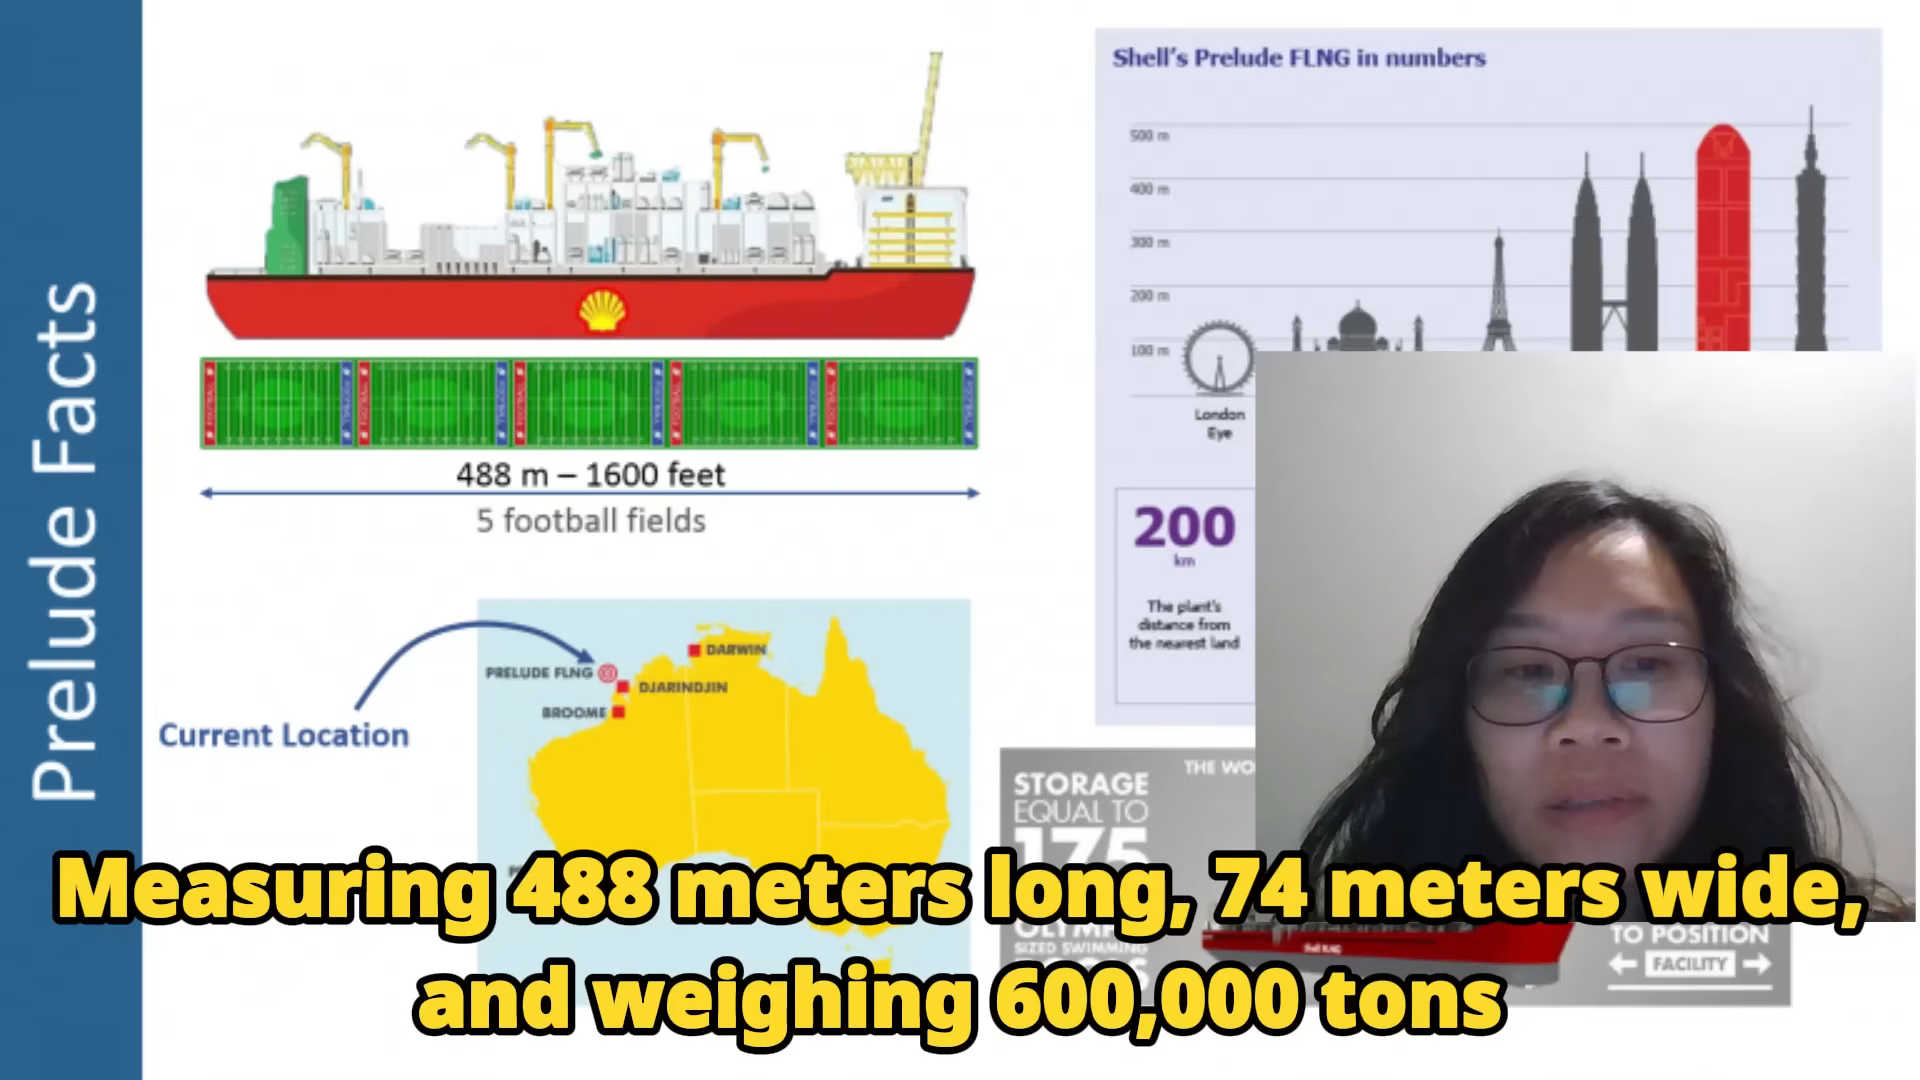 Prelude Facts
488 m – 1600 feet
5 football fields
Current Location
DARWIN
PRELUDE FLNG
DJARINDJIN
BROOME
Shell's Prelude FLNG in numbers
500 m
400 m
300 m
200 m
100 m
London
Eye
200
km
The plant's
distance from
the nearest land
STORAGE
EQUAL TO
175
SIZED SWIMMING
THE
TO POSITION
FACILITY
Measuring 488 meters long, 74 meters wide,
and weighing 600,000 tons